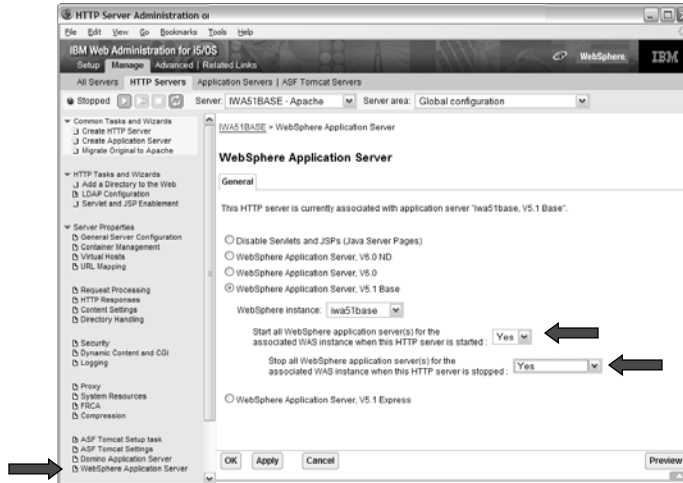 HTTP Server Administration on
File Edit View Go Bookmarks Tools Help
IBM Web Administration for i5/OS
WebSphere. IBM
Setup Manage Advanced Related Links
All Servers HTTP Servers Application Servers ASF Tomcat Servers
Stopped Server: IWA51BASE - Apache Server area: Global configuration
Common Tasks and Wizards
Create HTTP Server
Create Application Server
Migrate Original to Apache
HTTP Tasks and Wizards
Add a Directory to the Web
LDAP Configuration
Servlet and JSP Enablement
Server Properties
General Server Configuration
Container Management
Virtual Hosts
URL Mapping
Request Processing
HTTP Responses
Content Settings
Directory Handling
Security
Dynamic Content and CGI
Logging
Proxy
System Resources
FRCA
Compression
ASF Tomcat Setup task
ASF Tomcat Settings
Domino Application Server
WebSphere Application Server
IWA51BASE > WebSphere Application Server
WebSphere Application Server
General
This HTTP server is currently associated with application server "iwa51base, V5.1 Base".
Disable Servlets and JSPs (Java Server Pages)
WebSphere Application Server, V6.0 ND
WebSphere Application Server, V6.0
WebSphere Application Server, V5.1 Base
WebSphere instance: iwa51base
Start all WebSphere application server(s) for the
associated WAS instance when this HTTP server is started: Yes
Stop all WebSphere application server(s) for the
associated WAS instance when this HTTP server is stopped: Yes
WebSphere Application Server, V5.1 Express
OK Apply Cancel Preview